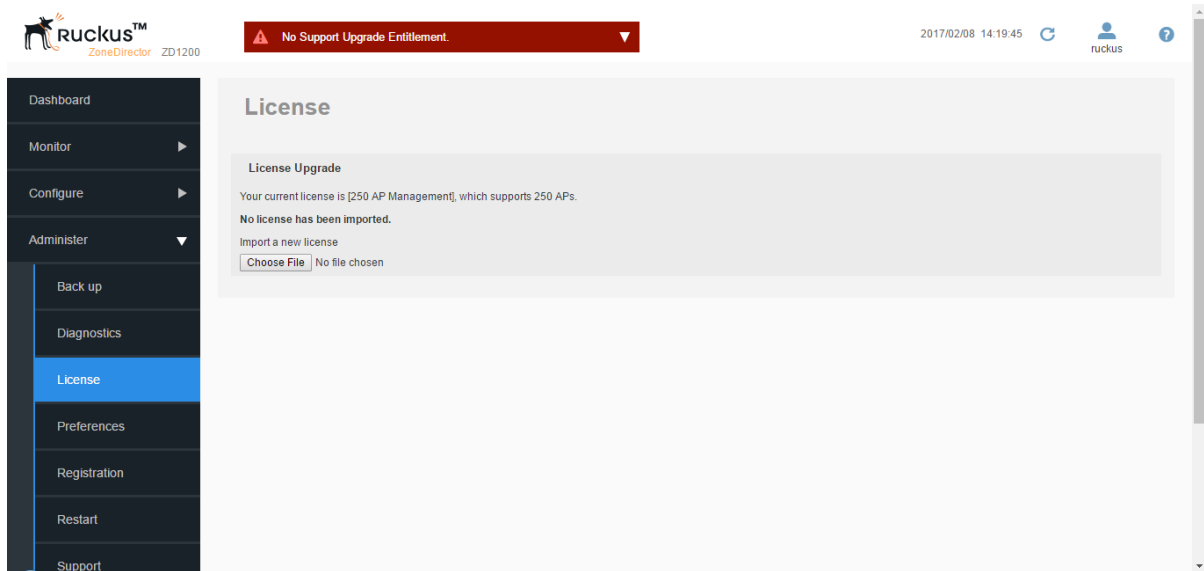 Ruckus™
ZoneDirector ZD1200
No Support Upgrade Entitlement.
2017/02/08 14:19:45
ruckus
Dashboard
Monitor
Configure
Administer
Back up
Diagnostics
License
Preferences
Registration
Restart
Support
License
License Upgrade
Your current license is [250 AP Management], which supports 250 APs.
No license has been imported.
Import a new license
Choose File No file chosen